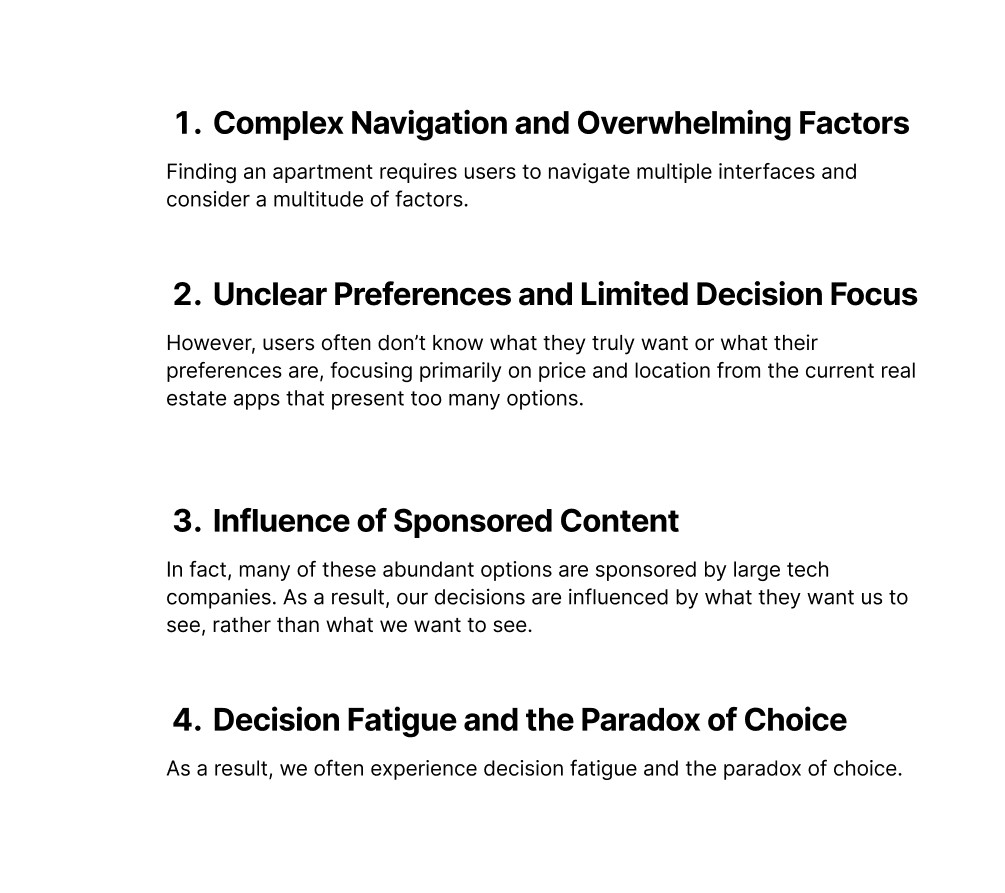 1. Complex Navigation and Overwhelming Factors
Finding an apartment requires users to navigate multiple interfaces and
consider a multitude of factors.
2. Unclear Preferences and Limited Decision Focus
However, users often don’t know what they truly want or what their
preferences are, focusing primarily on price and location from the current real
estate apps that present too many options.
3. Influence of Sponsored Content
In fact, many of these abundant options are sponsored by large tech
companies. As a result, our decisions are influenced by what they want us to
see, rather than what we want to see.
4. Decision Fatigue and the Paradox of Choice
As a result, we often experience decision fatigue and the paradox of choice.